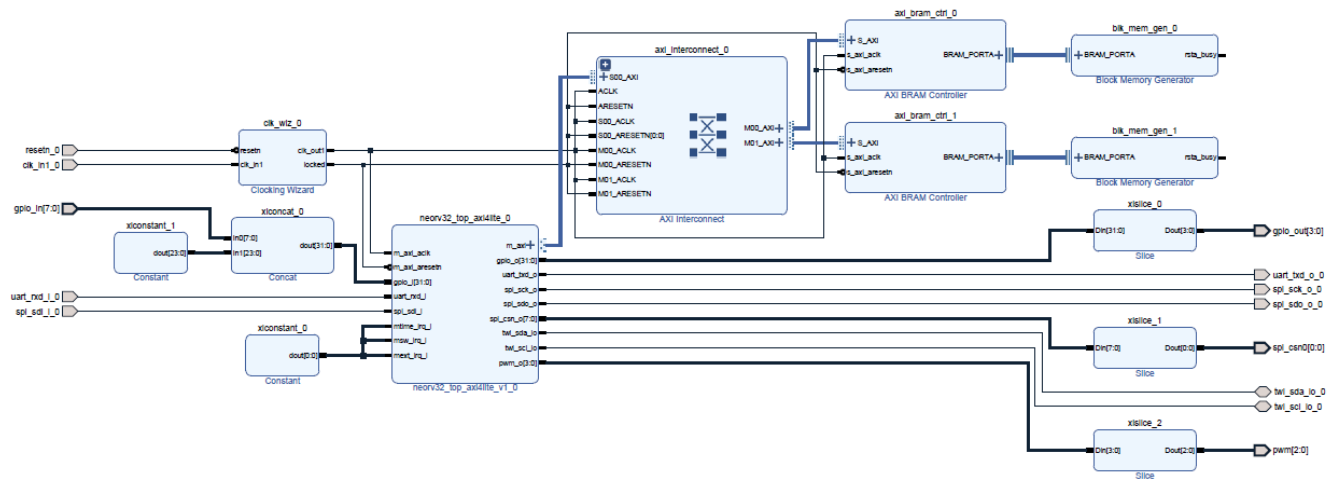 axi_bram_ctrl_0
S_AXI
s_axi_aclk
s_axi_aresetn
BRAM_PORTA
AXI BRAM Controller
blk_mem_gen_0
BRAM_PORTA
rsta_busy
Block Memory Generator
axi_interconnect_0
S00_AXI
ACLK
ARESETN
S00_ACLK
S00_ARESETN[0:0]
M00_ACLK
M00_ARESETN
M01_ACLK
M01_ARESETN
M00_AXI
M01_AXI
AXI Interconnect
axi_bram_ctrl_1
S_AXI
s_axi_aclk
s_axi_aresetn
BRAM_PORTA
AXI BRAM Controller
blk_mem_gen_1
BRAM_PORTA
rsta_busy
Block Memory Generator
resetn_0
clk_in1_0
clk_wiz_0
resetn
clk_in1
clk_out1
locked
Clocking Wizard
gpio_in[7:0]
xlconstant_1
dout[23:0]
Constant
xlconcat_0
In0[7:0]
In1[23:0]
dout[31:0]
Concat
uart_rxd_i_0
spi_sdi_i_0
xlconstant_0
dout[0:0]
Constant
neorv32_top_axi4lite_0
m_axi_aclk
m_axi_aresetn
gpio_i[31:0]
uart_rxd_i
spi_sdi_i
mtime_irq_i
msw_irq_i
mext_irq_i
m_axi
gpio_o[31:0]
uart_txd_o
spi_sck_o
spi_sdo_o
spi_csn_o[7:0]
twi_sda_io
twi_scl_io
pwm_o[3:0]
neorv32_top_axi4lite_v1_0
xlslice_0
Din[31:0]
Dout[3:0]
Slice
gpio_out[3:0]
uart_txd_o_0
spi_sck_o_0
spi_sdo_o_0
xlslice_1
Din[7:0]
Dout[0:0]
Slice
spi_csn0[0:0]
twi_sda_io_0
twi_scl_io_0
xlslice_2
Din[3:0]
Dout[2:0]
Slice
pwm[2:0]